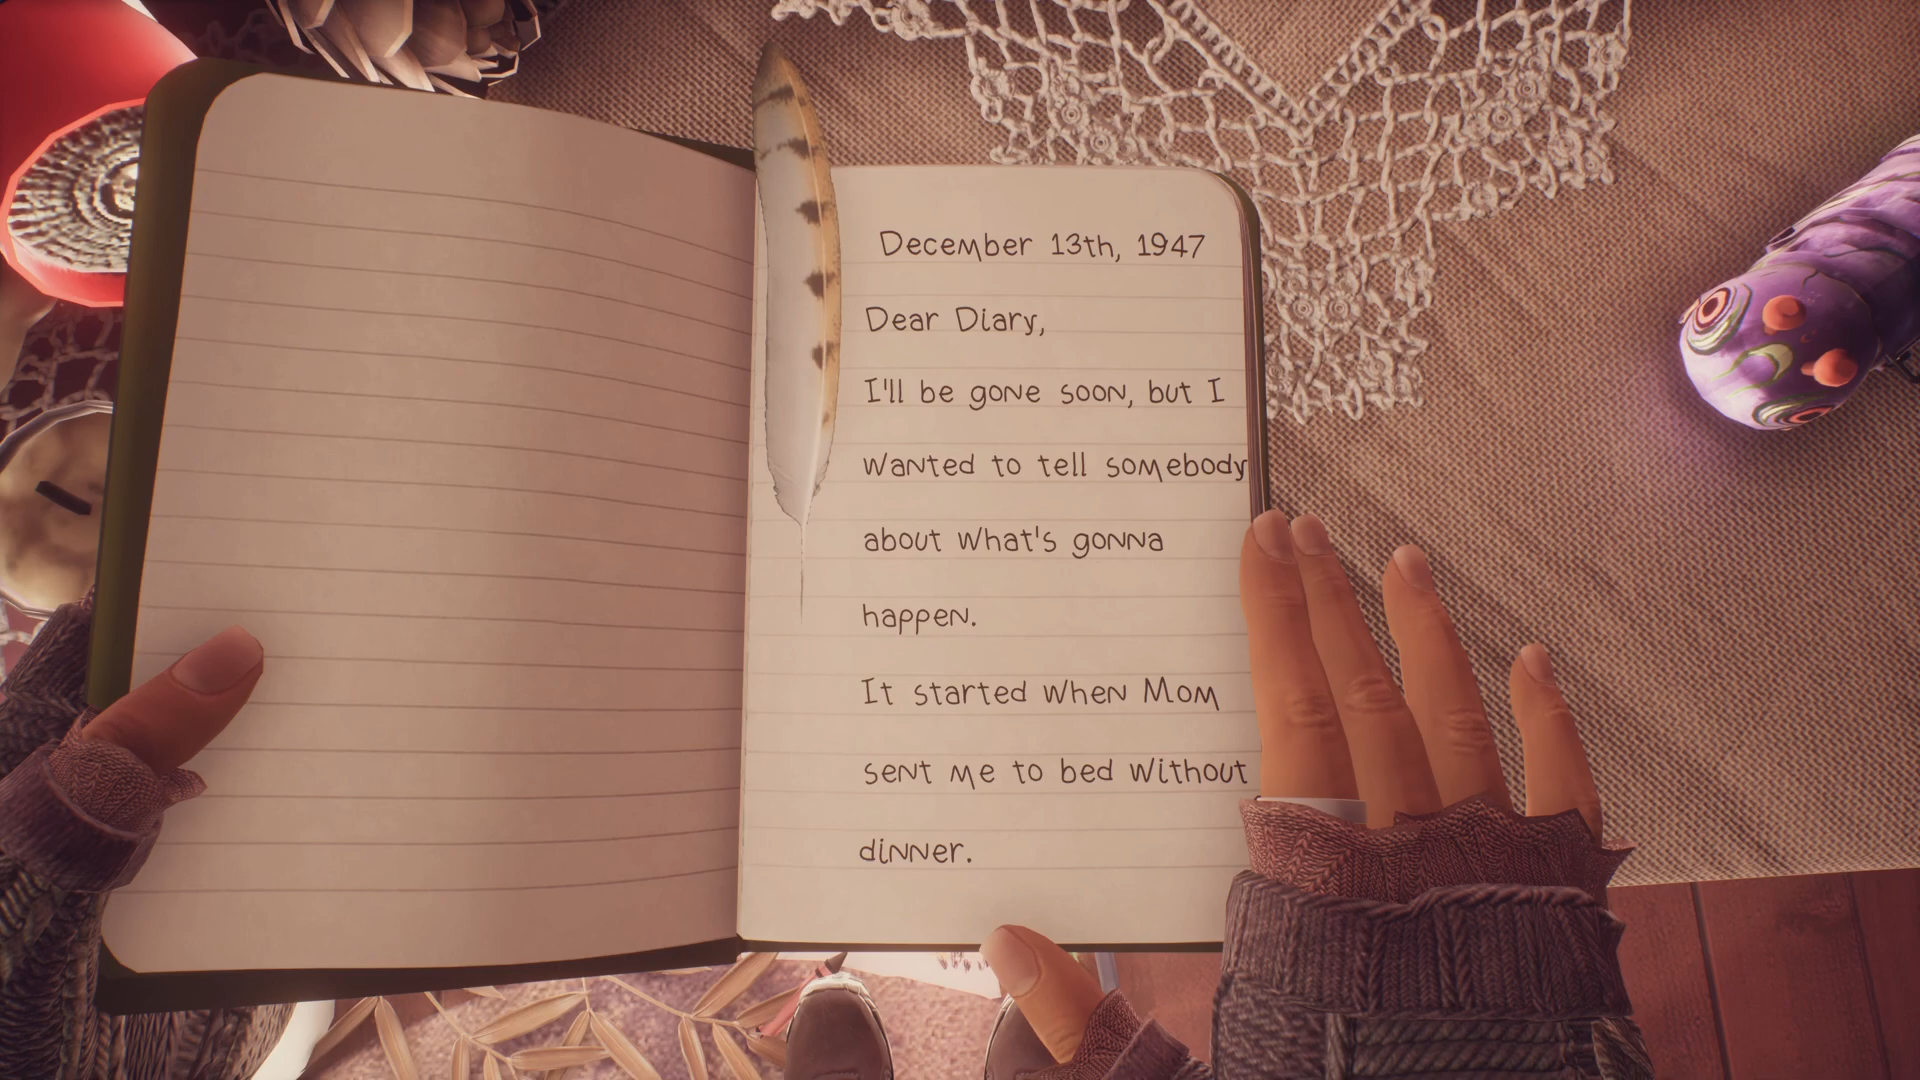 December 13th, 1947
Dear Diary,
I'll be gone soon, but I
wanted to tell somebody
about what's gonna
happen.
It started when Mom
sent me to bed without
dinner.